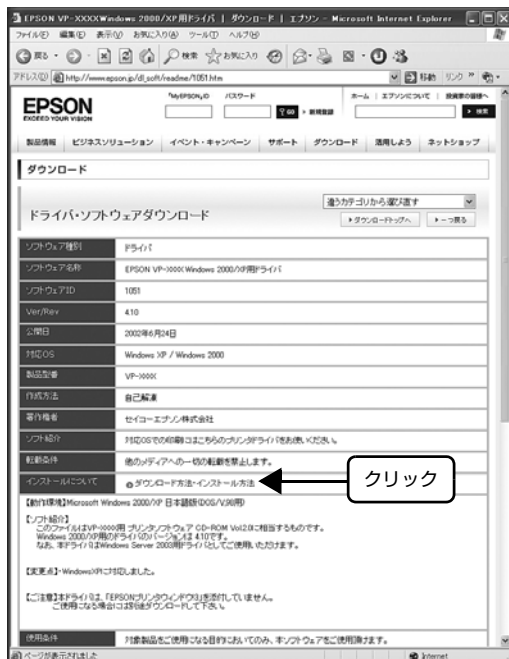 EPSON VP-XXXXWindows 2000/XP用ドライバ | ダウンロード | エプソン - Microsoft Internet Explorer
ファイル(F) 編集(E) 表示(V) お気に入り(A) ツール(T) ヘルプ(H)
戻る 検索 お気に入り
アドレス(D) http://www.epson.jp/dl_soft/readme/1051.htm 移動 リンク
EPSON
EXCEED YOUR VISION
「MyEPSON」ID パスワード
GO 新規登録
ホーム | エプソンについて | 投資家の皆様へ
検索
製品情報 ビジネスソリューション イベント・キャンペーン サポート ダウンロード 活用しよう ネットショップ
ダウンロード
違うカテゴリから選び直す
ドライバ・ソフトウェアダウンロード
ダウンロードトップへ 一つ戻る
ソフトウェア種別 ドライバ
ソフトウェア名称 EPSON VP-XXXX Windows 2000/XP用ドライバ
ソフトウェアID 1051
Ver/Rev 4.10
公開日 2002年6月24日
対応OS Windows XP / Windows 2000
製品型番 VP-XXXX
作成方法 自己解凍
著作権者 セイコーエプソン株式会社
ソフト紹介 対応OSでの印刷にはこちらのプリンタドライバをお使いください。
転載条件 他のメディアへの一切の転載を禁止します。
インストールについて ダウンロード方法・インストール方法
クリック
【動作環境】Microsoft Windows 2000/XP 日本語版(DOS/V,98用)
【ソフト紹介】
このファイルはVP-XXXX用 プリンタソフトウェア CD-ROM Vol2.0に相当するものです。
Windows 2000/XP用のドライバのバージョンは 4.10です。
なお、本ドライバはWindows Server 2003用ドライバとしてご使用いただけます。
【変更点】・WindowsXPに対応しました。
【ご注意】本ドライバは、「EPSONプリンタウィンドウ!3」を添付していません。
ご使用になる場合には別途ダウンロードして下さい。
使用条件 対象製品をご使用になる目的においてのみ、本ソフトウェアをご使用頂けます。
ページが表示されました インターネット